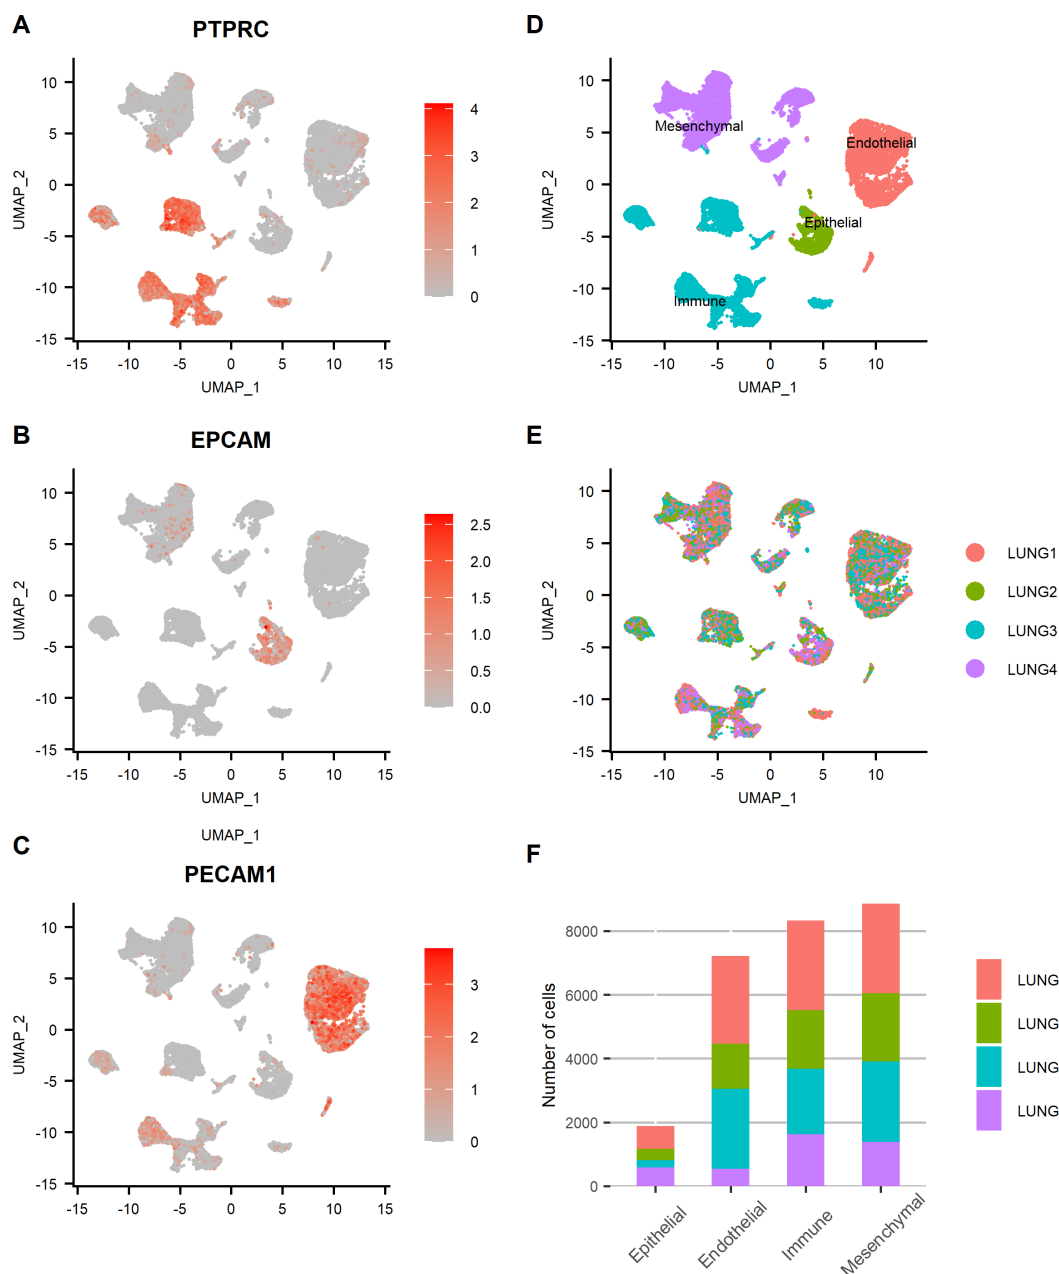 A
PTPRC
UMAP_2
10
5
0
-5
-10
-15
-15 -10 -5 0 5 10 15
UMAP_1
4
3
2
1
0
B
EPCAM
UMAP_2
10
5
0
-5
-10
-15
-15 -10 -5 0 5 10 15
UMAP_1
2.5
2.0
1.5
1.0
0.5
0.0
UMAP_1
C
PECAM1
UMAP_2
10
5
0
-5
-10
-15
-15 -10 -5 0 5 10 15
UMAP_1
3
2
1
0
D
UMAP_2
10
5
0
-5
-10
-15
Mesenchymal
Endothelial
Epithelial
Immune
-15 -10 -5 0 5 10
UMAP_1
E
UMAP_2
10
5
0
-5
-10
-15
-15 -10 -5 0 5 10
UMAP_1
LUNG1
LUNG2
LUNG3
LUNG4
F
Number of cells
8000
6000
4000
2000
0
Epithelial
Endothelial
Immune
Mesenchymal
LUNG
LUNG
LUNG
LUNG